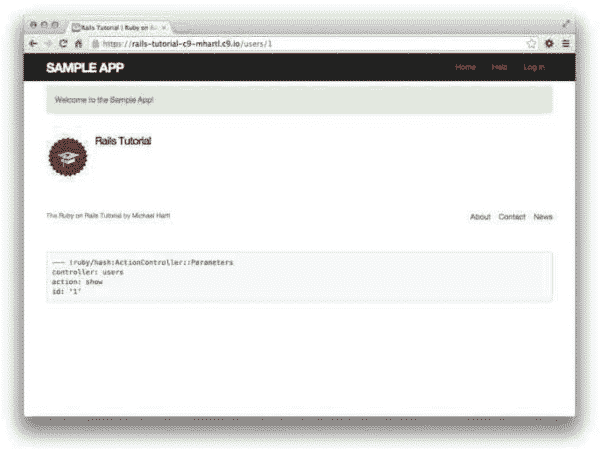 Rails Tutorial | Ruby on Ra
https://rails-tutorial-c9-mhartl.c9.io/users/1
SAMPLE APP
Home Help Log in
Welcome to the Sample App!
Rails Tutorial
The Ruby on Rails Tutorial by Michael Hartl
About Contact News
--- !ruby/hash:ActionController::Parameters
controller: users
action: show
id: '1'